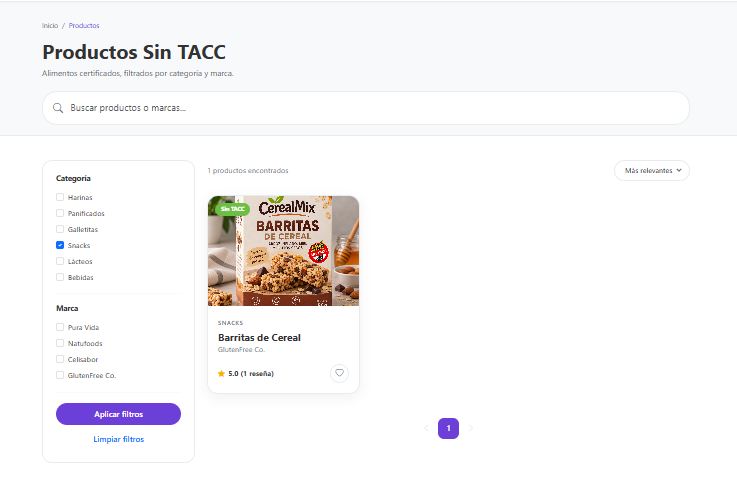 Inicio / Productos
Productos Sin TACC
Alimentos certificados, filtrados por categoría y marca.
Buscar productos o marcas...
Categoría
Harinas
Panificados
Galletitas
Snacks
Lácteos
Bebidas
Marca
Pura Vida
Natufoods
Celisabor
GlutenFree Co.
Aplicar filtros
Limpiar filtros
1 productos encontrados
Más relevantes
Sin TACC
CerealMix
BARRITAS
DE CEREAL
SNACKS
Barritas de Cereal
GlutenFree Co.
5.0 (1 reseña)
1